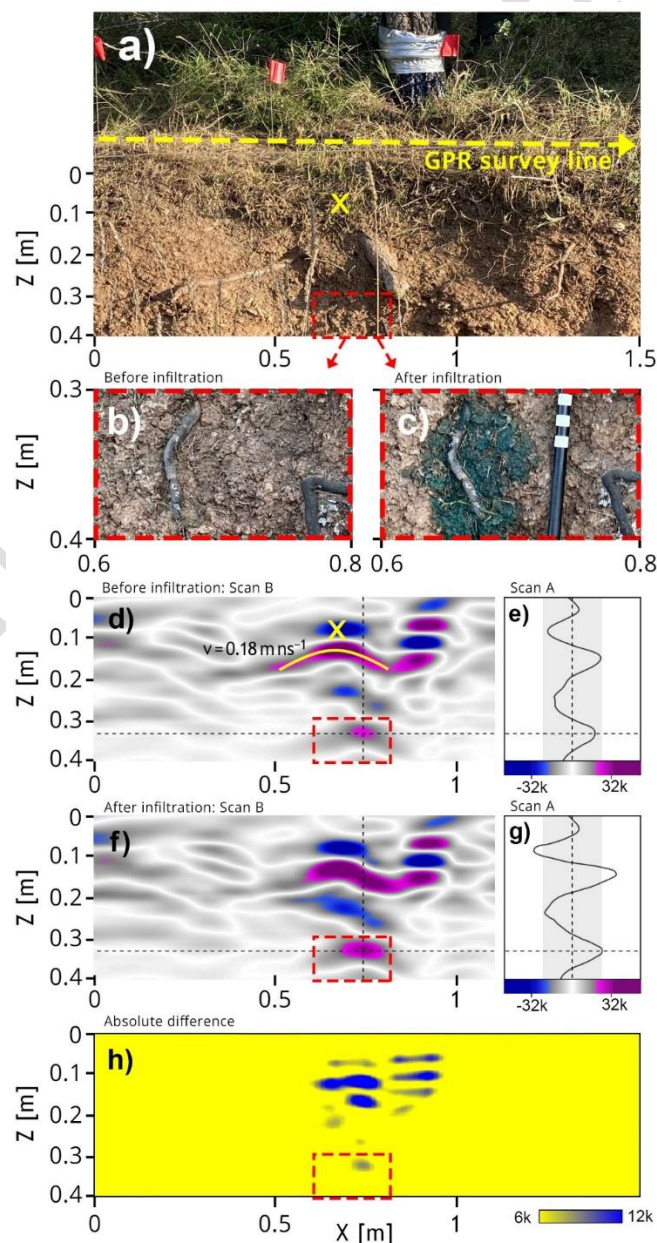 a)
GPR survey line
X
0
0.1
0.2
0.3
0.4
Z [m]
0 0.5 1 1.5
Before infiltration After infiltration
0.3
b) c)
Z [m]
0.4
0.6 0.8 0.6 0.8
Before infiltration: Scan B Scan A
0
d) X e)
0.1
v = 0.18 m ns⁻¹
0.2
0.3
0.4
Z [m]
0 0.5 1 -32k 32k
After infiltration: Scan B Scan A
0
f) g)
0.1
0.2
0.3
0.4
Z [m]
0 0.5 1 -32k 32k
Absolute difference
0
h)
0.1
0.2
0.3
0.4
Z [m]
0 0.5 1
X [m]
6k 12k